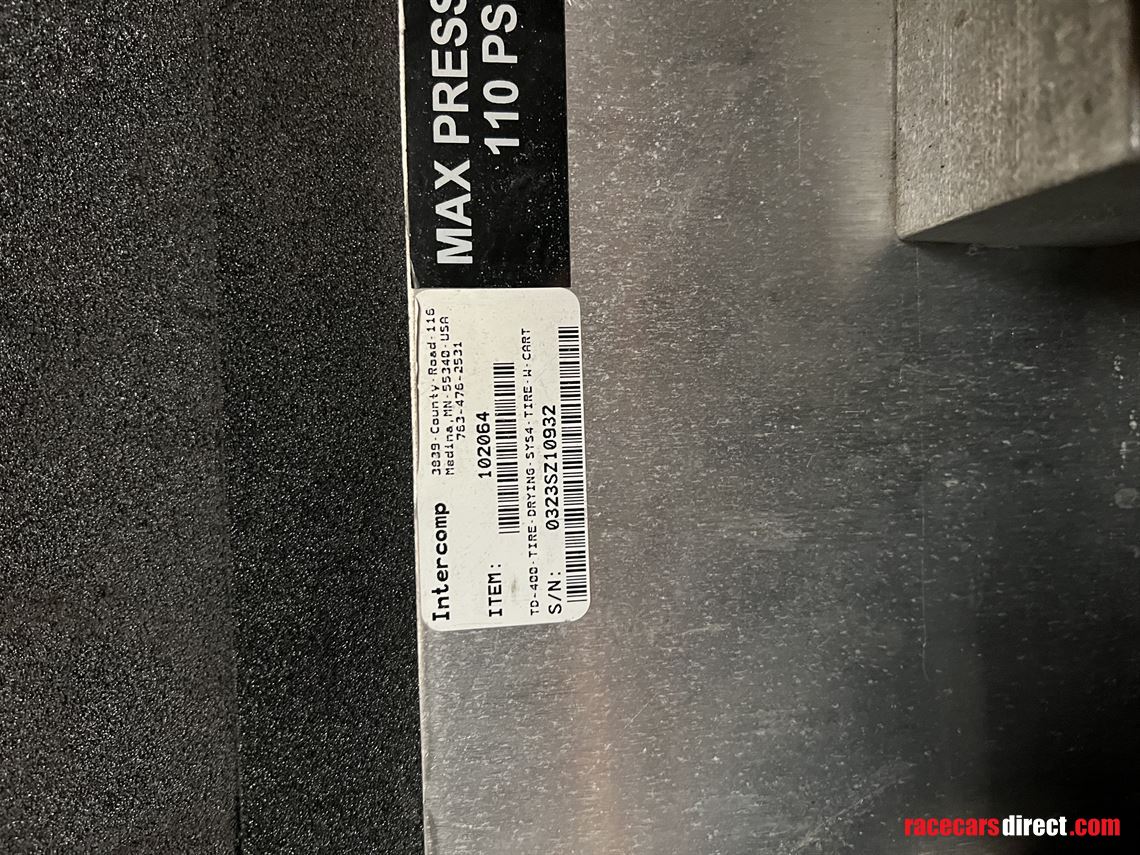 MAX PRESS
110 PS
Intercomp
3839 County Road 116
Medina, MN 55340 USA
763-476-2531
ITEM: 102064
TD-400 TIRE DRYING SYS4 TIRE W CART
S/N: 0323SZ10932
racecarsdirect.com